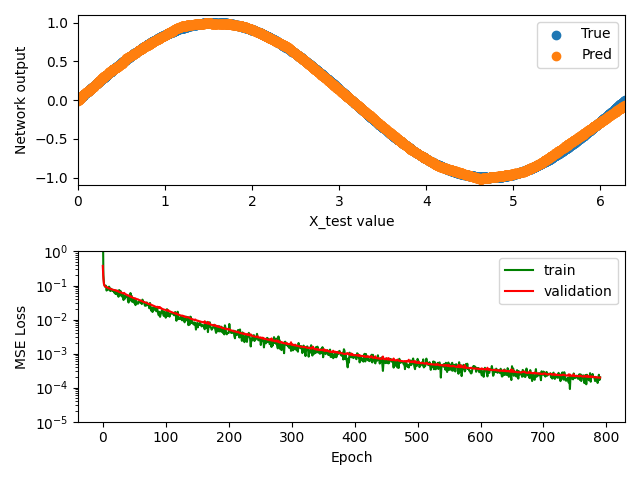 1.0
0.5
0.0
−0.5
−1.0
Network output
True
Pred
0 1 2 3 4 5 6
X_test value
10⁰
10⁻¹
10⁻²
10⁻³
10⁻⁴
10⁻⁵
MSE Loss
train
validation
0 100 200 300 400 500 600 700 800
Epoch